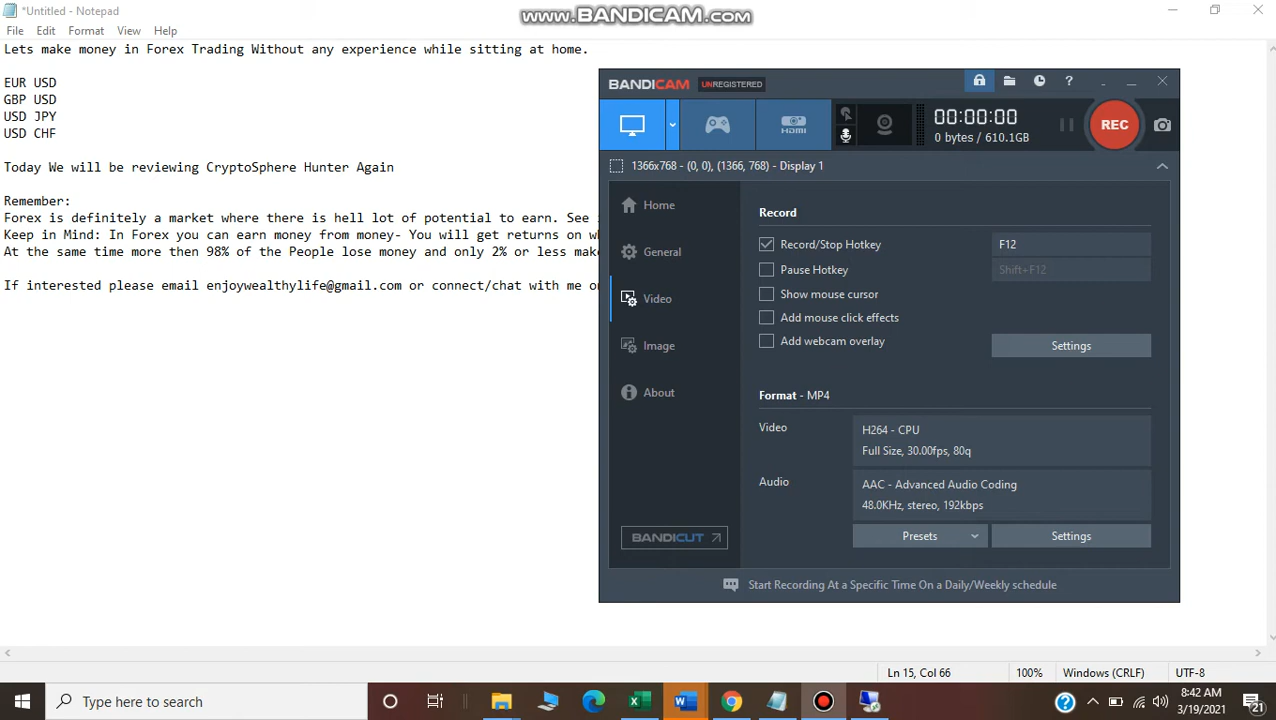 *Untitled - Notepad
www.BANDICAM.com
File Edit Format View Help
Lets make money in Forex Trading Without any experience while sitting at home.
EUR USD
GBP USD
USD JPY
USD CHF
Today We will be reviewing CryptoSphere Hunter Again
Remember:
Forex is definitely a market where there is hell lot of potential to earn. See
Keep in Mind: In Forex you can earn money from money- You will get returns on
At the same time more then 98% of the People lose money and only 2% or less make
If interested please email enjoywealthylife@gmail.com or connect/chat with me
BANDICAM UNREGISTERED
00:00:00
0 bytes / 610.1GB
REC
HDMI
1366x768 - (0, 0), (1366, 768) - Display 1
Home
General
Video
Image
About
BANDICUT
Record
Record/Stop Hotkey F12
Pause Hotkey Shift+F12
Show mouse cursor
Add mouse click effects
Add webcam overlay
Settings
Format - MP4
Video
H264 - CPU
Full Size, 30.00fps, 80q
Audio
AAC - Advanced Audio Coding
48.0KHz, stereo, 192kbps
Presets Settings
Start Recording At a Specific Time On a Daily/Weekly schedule
Ln 15, Col 66 100% Windows (CRLF) UTF-8
Type here to search
8:42 AM
3/19/2021
21